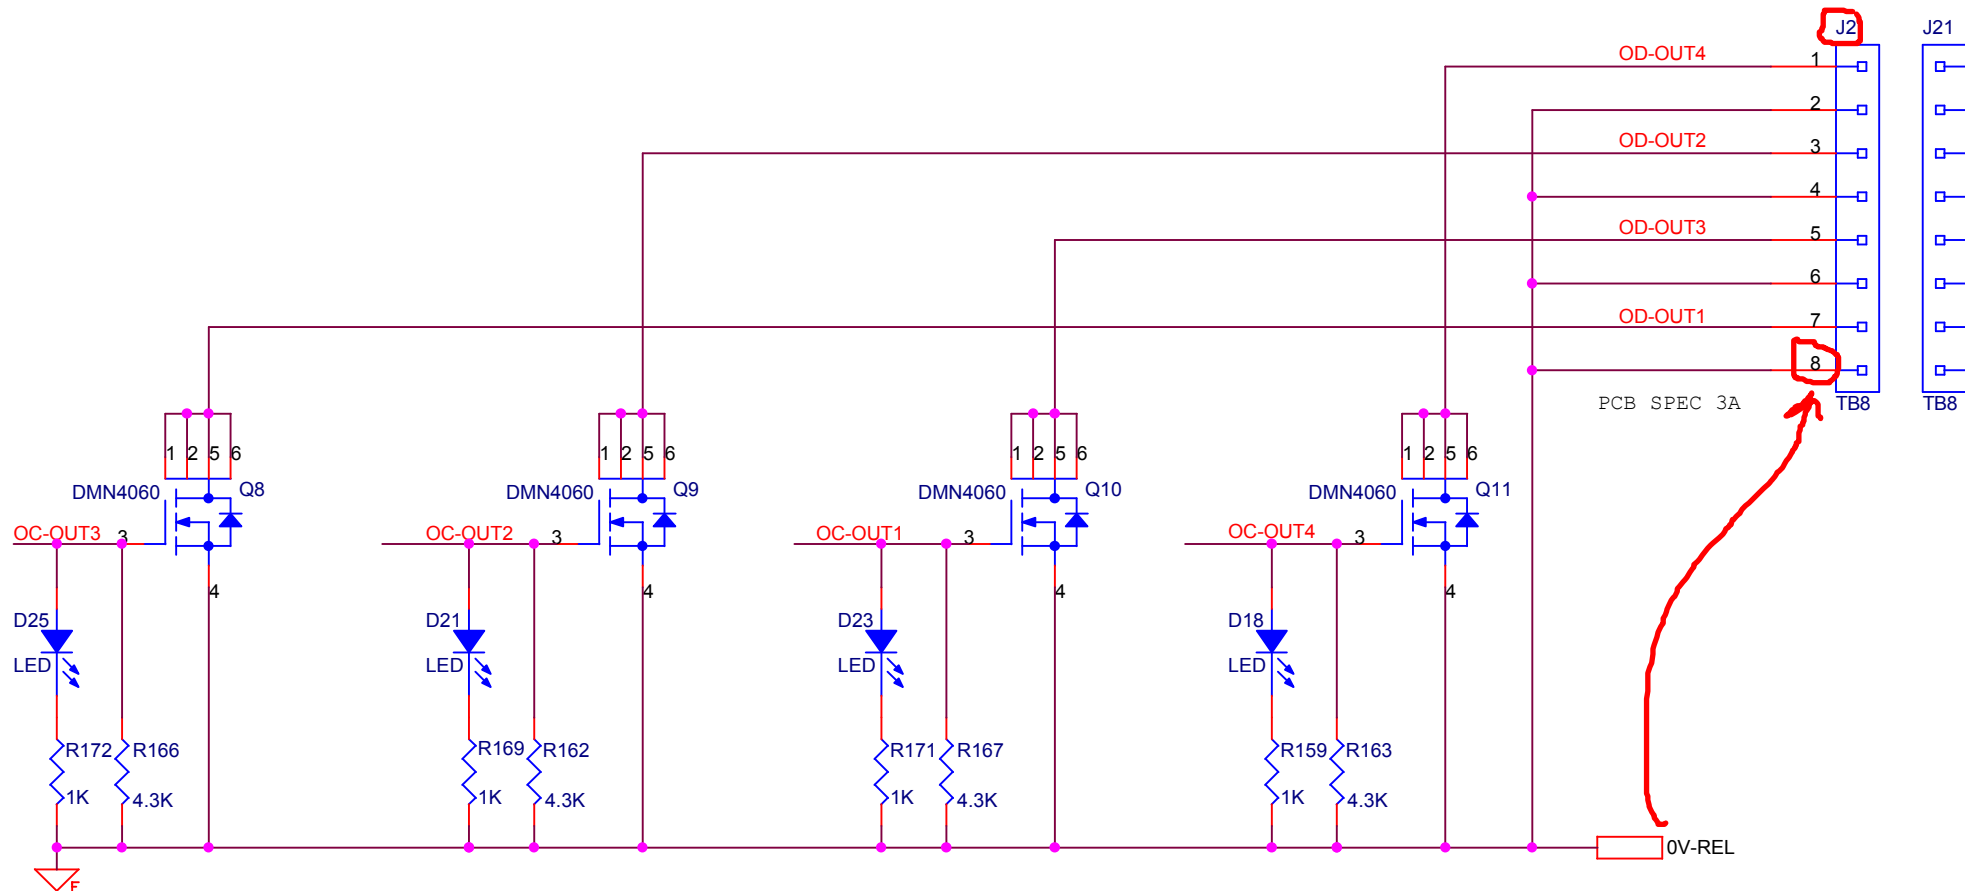 J2 J21
OD-OUT4 1
2
OD-OUT2 3
4
OD-OUT3 5
6
OD-OUT1 7
8
PCB SPEC 3A TB8 TB8
1 2 5 6 1 2 5 6 1 2 5 6 1 2 5 6
DMN4060 Q8 DMN4060 Q9 DMN4060 Q10 DMN4060 Q11
OC-OUT3 3 OC-OUT2 3 OC-OUT1 3 OC-OUT4 3
4 4 4 4
D25 D21 D23 D18
LED LED LED LED
R172 R166 R169 R162 R171 R167 R159 R163
1K 4.3K 1K 4.3K 1K 4.3K 1K 4.3K
0V-REL
F